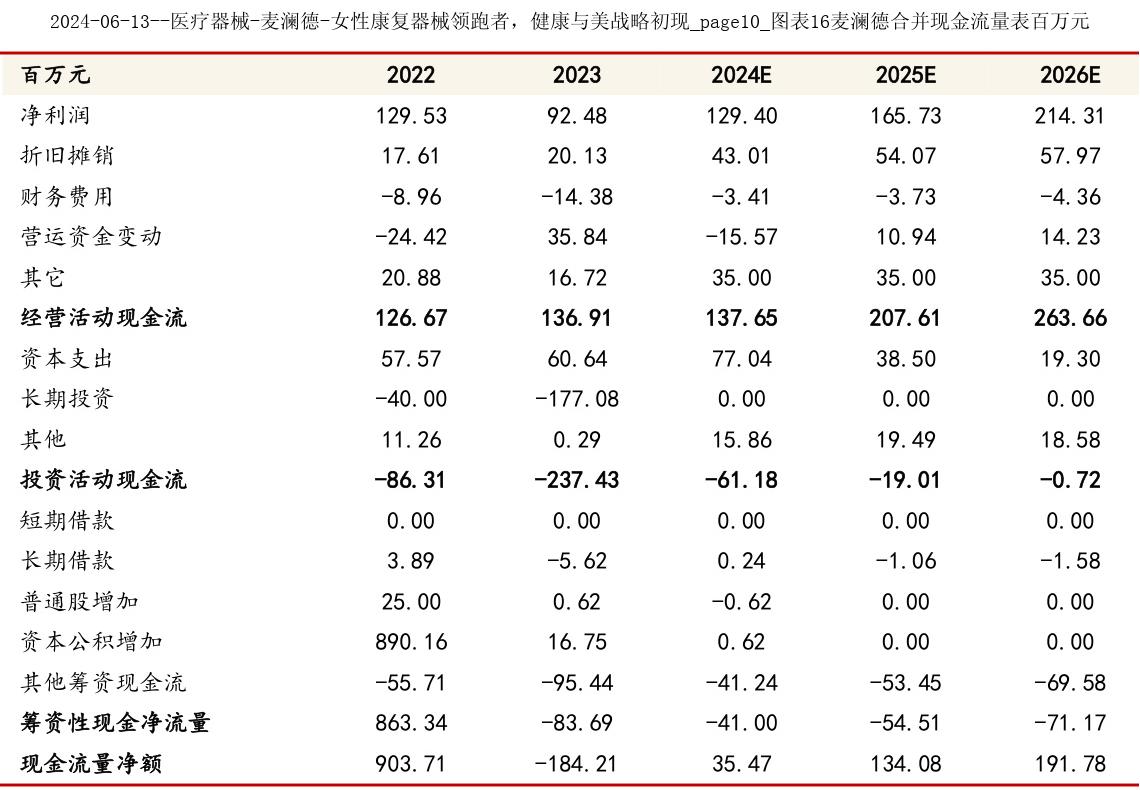 2024-06-13--医疗器械-麦澜德-女性康复器械领跑者，健康与美战略初现_page10_图表16麦澜德合并现金流量表百万元
百万元 2022 2023 2024E 2025E 2026E
净利润 129.53 92.48 129.40 165.73 214.31
折旧摊销 17.61 20.13 43.01 54.07 57.97
财务费用 -8.96 -14.38 -3.41 -3.73 -4.36
营运资金变动 -24.42 35.84 -15.57 10.94 14.23
其它 20.88 16.72 35.00 35.00 35.00
经营活动现金流 126.67 136.91 137.65 207.61 263.66
资本支出 57.57 60.64 77.04 38.50 19.30
长期投资 -40.00 -177.08 0.00 0.00 0.00
其他 11.26 0.29 15.86 19.49 18.58
投资活动现金流 -86.31 -237.43 -61.18 -19.01 -0.72
短期借款 0.00 0.00 0.00 0.00 0.00
长期借款 3.89 -5.62 0.24 -1.06 -1.58
普通股增加 25.00 0.62 -0.62 0.00 0.00
资本公积增加 890.16 16.75 0.62 0.00 0.00
其他筹资现金流 -55.71 -95.44 -41.24 -53.45 -69.58
筹资性现金净流量 863.34 -83.69 -41.00 -54.51 -71.17
现金流量净额 903.71 -184.21 35.47 134.08 191.78